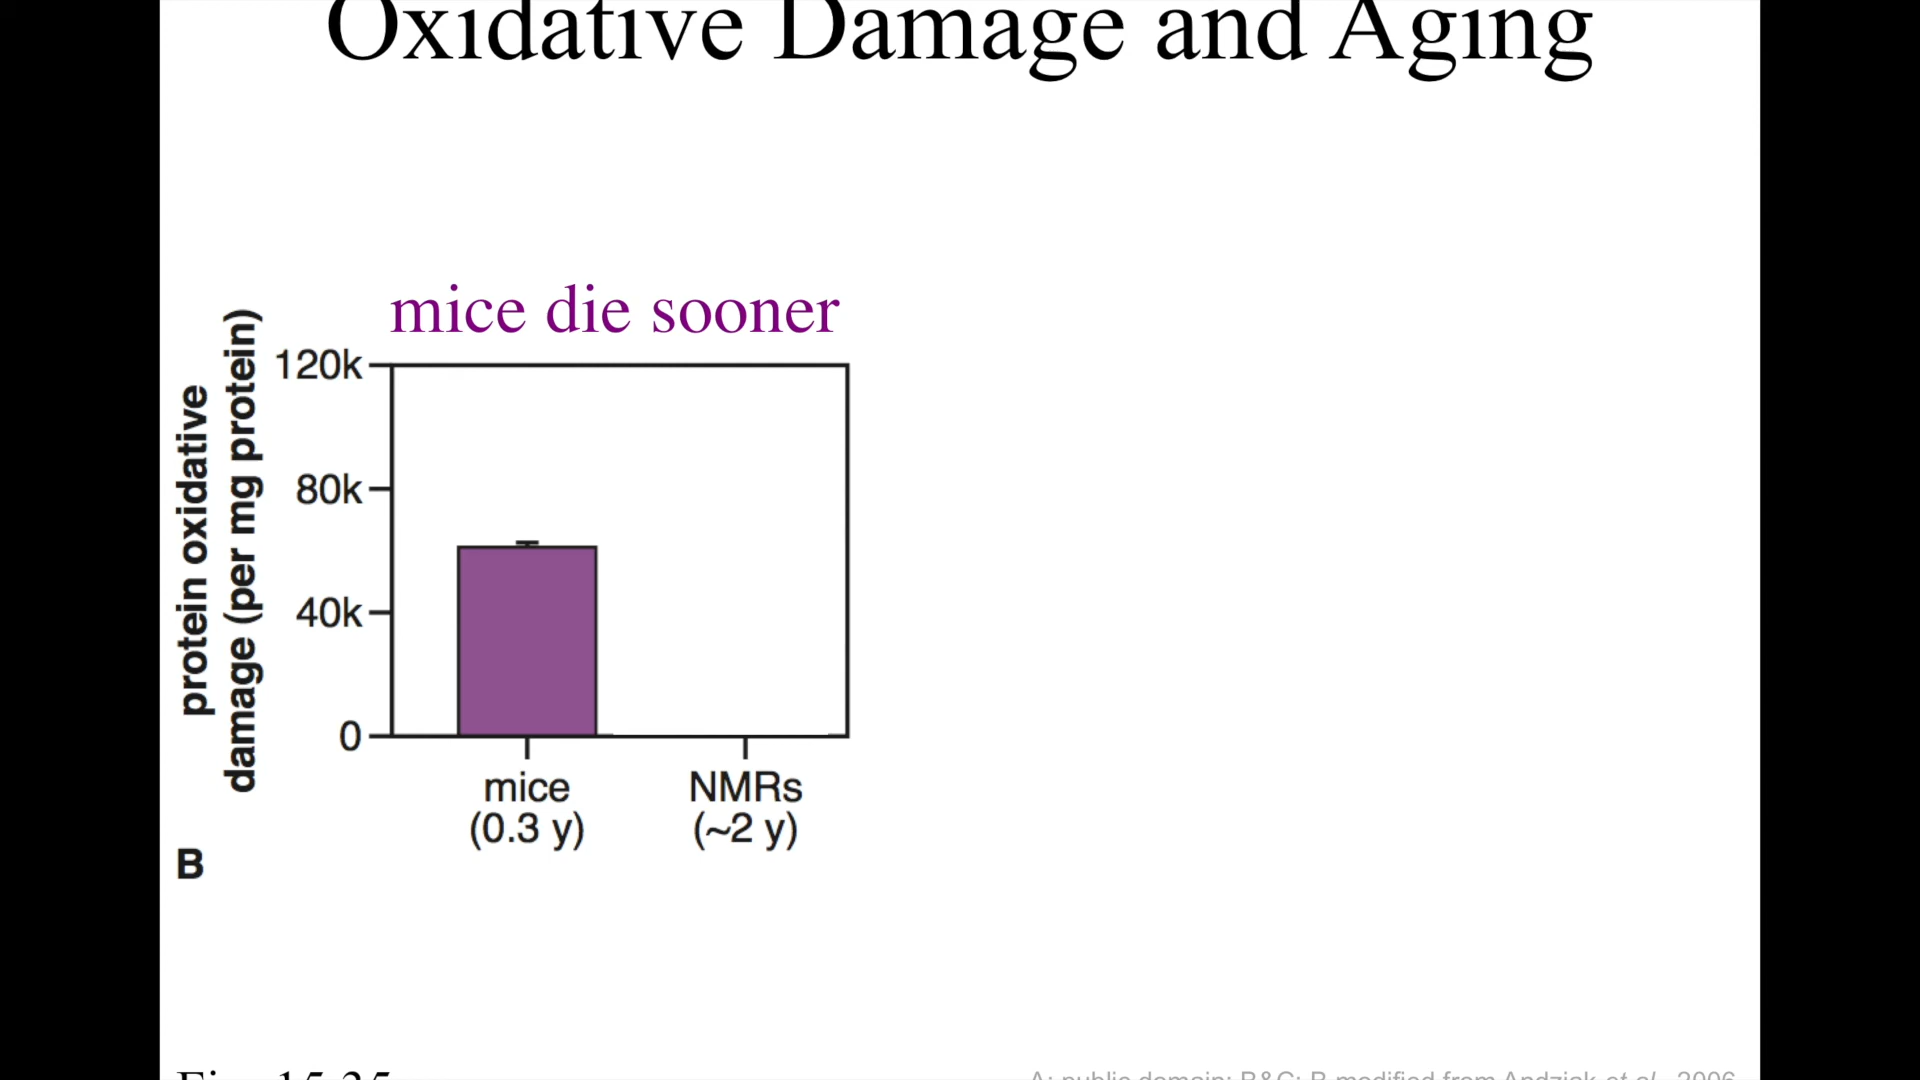 Oxidative Damage and Aging
mice die sooner
protein oxidative
damage (per mg protein)
120k
80k
40k
0
mice
(0.3 y)
NMRs
(~2 y)
B
Fig. 15.35
A: public domain; B&C: B modified from Andziak et al., 2006